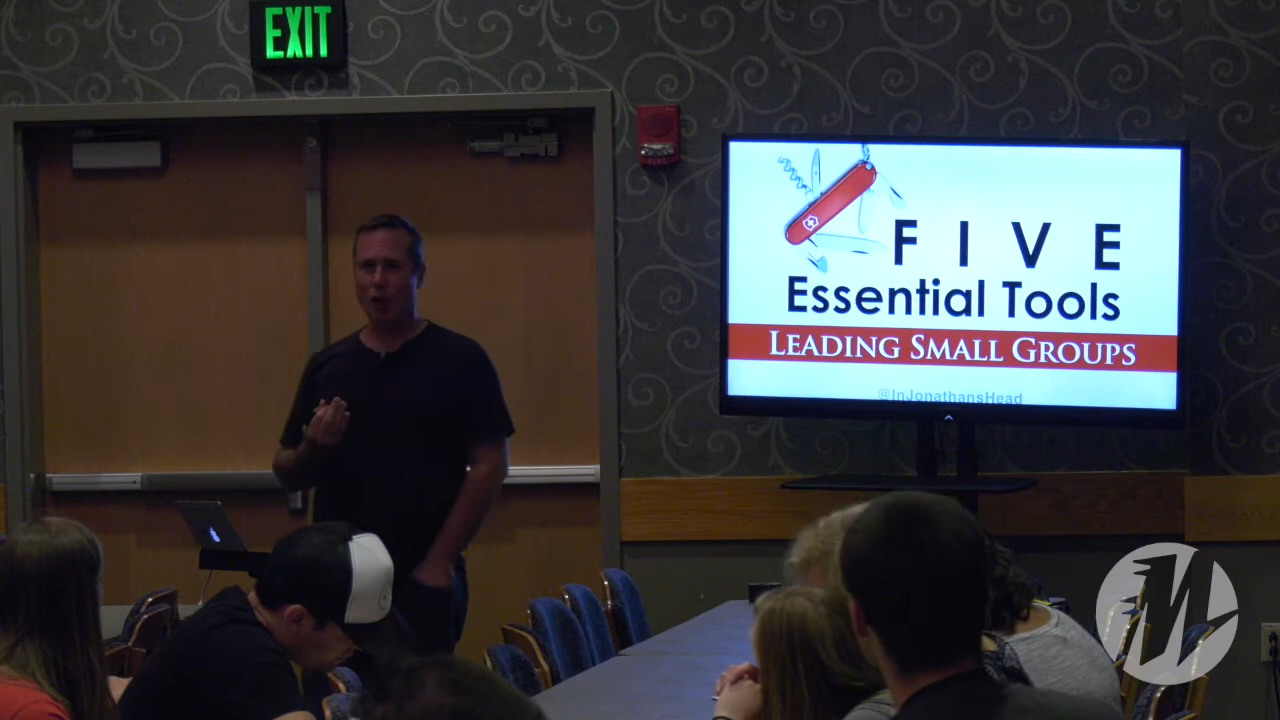 EXIT
FIVE
Essential Tools
LEADING SMALL GROUPS
@InJonathansHead
M